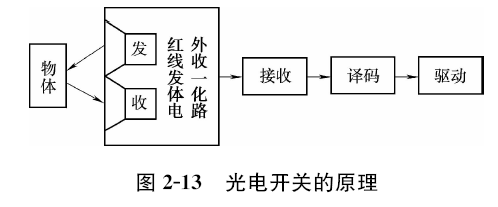 物体
发
收
红外
线收
发一
体化
电路
接收
译码
驱动
图 2-13 光电开关的原理